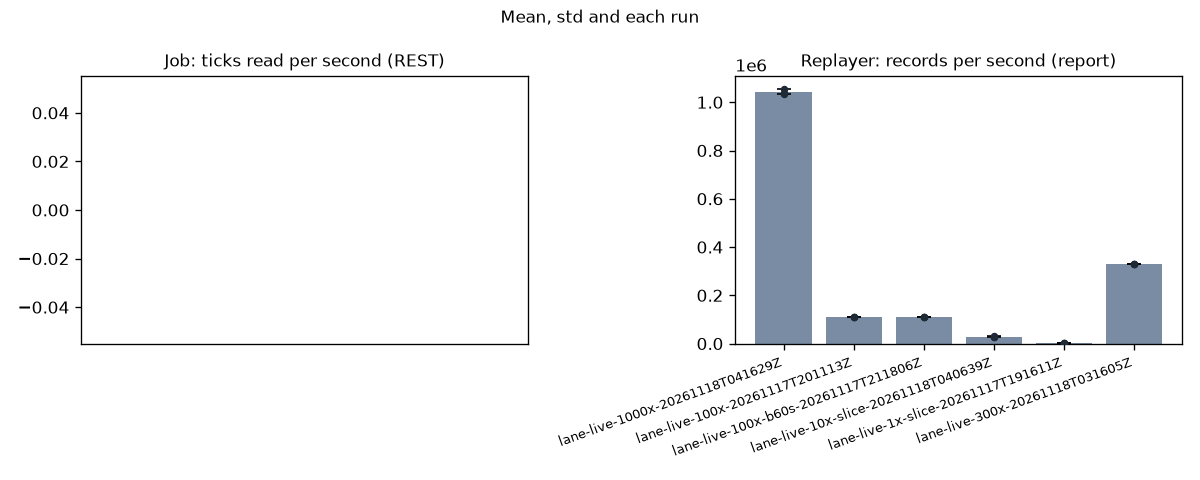 Mean, std and each run
Job: ticks read per second (REST)
0.04
0.02
0.00
−0.02
−0.04
Replayer: records per second (report)
1e6
1.0
0.8
0.6
0.4
0.2
0.0
lane-live-1000x-20261118T041629Z
lane-live-100x-20261117T201113Z
lane-live-100x-b60s-20261117T211806Z
lane-live-10x-slice-20261118T040639Z
lane-live-1x-slice-20261117T191611Z
lane-live-300x-20261118T031605Z